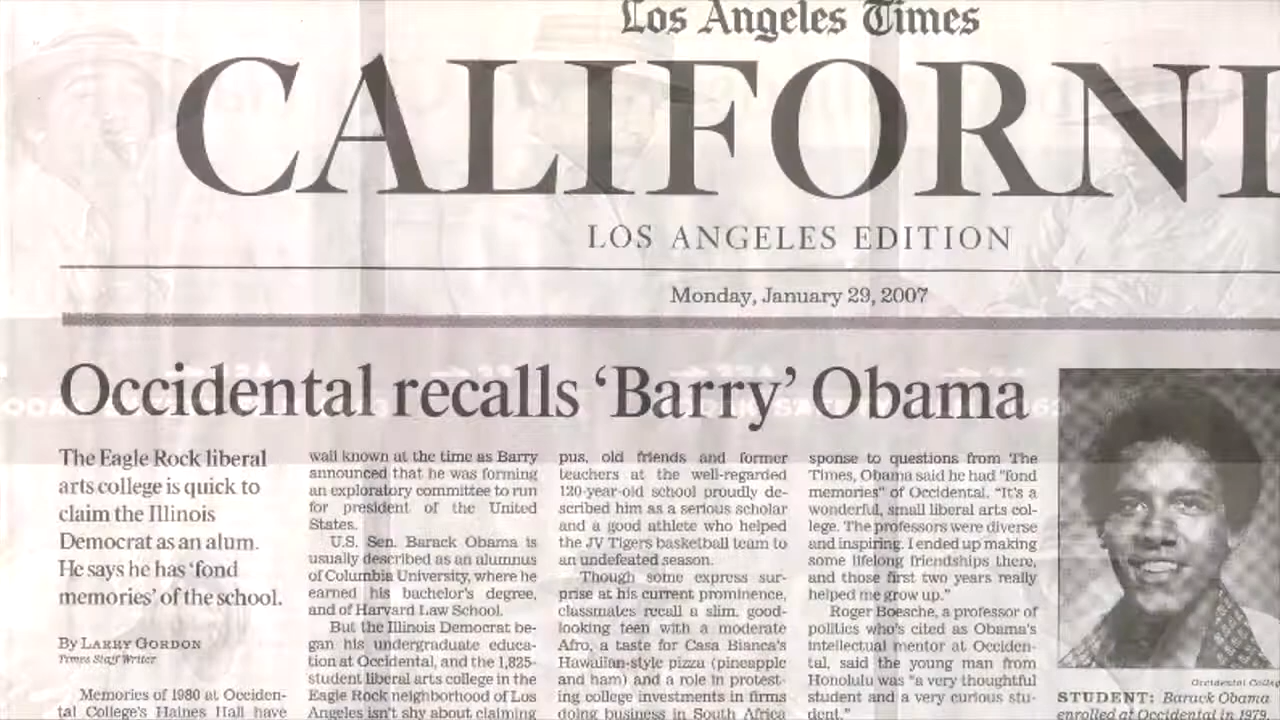 Los Angeles Times
CALIFORNI
LOS ANGELES EDITION
Monday, January 29, 2007
Occidental recalls ‘Barry’ Obama
The Eagle Rock liberal
arts college is quick to
claim the Illinois
Democrat as an alum.
He says he has ‘fond
memories’ of the school.
By LARRY GORDON
Times Staff Writer
Memories of 1980 at Occiden-
tal College's Haines Hall have
wall known at the time as Barry
announced that he was forming
an exploratory committee to run
for president of the United
States.
U.S. Sen. Barack Obama is
usually described as an alumnus
of Columbia University, where he
earned his bachelor's degree,
and of Harvard Law School.
But the Illinois Democrat be-
gan his undergraduate educa-
tion at Occidental, and the 1,825-
student liberal arts college in the
Eagle Rock neighborhood of Los
Angeles isn't shy about claiming
pus, old friends and former
teachers at the well-regarded
120-year-old school proudly de-
scribed him as a serious scholar
and a good athlete who helped
the JV Tigers basketball team to
an undefeated season.
Though some express sur-
prise at his current prominence,
classmates recall a slim, good-
looking teen with a moderate
Afro, a taste for Casa Bianca's
Hawaiian-style pizza (pineapple
and ham) and a role in protest-
ing college investments in firms
doing business in South Africa
sponse to questions from The
Times, Obama said he had "fond
memories" of Occidental. "It's a
wonderful, small liberal arts col-
lege. The professors were diverse
and inspiring. I ended up making
some lifelong friendships there,
and those first two years really
helped me grow up."
Roger Boesche, a professor of
politics who's cited as Obama's
intellectual mentor at Occiden-
tal, said the young man from
Honolulu was "a very thoughtful
student and a very curious stu-
dent."
Occidental Colleg
STUDENT: Barack Obama
enrolled at Occidental in 1979